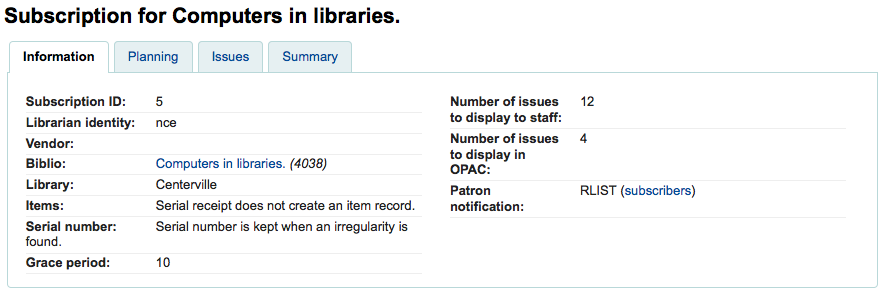 Subscription for Computers in libraries.
Information
Planning
Issues
Summary
Subscription ID: 5
Librarian identity: nce
Vendor:
Biblio: Computers in libraries. (4038)
Library: Centerville
Items: Serial receipt does not create an item record.
Serial number: Serial number is kept when an irregularity is
found.
Grace period: 10
Number of issues 12
to display to staff:
Number of issues 4
to display in
OPAC:
Patron RLIST (subscribers)
notification: